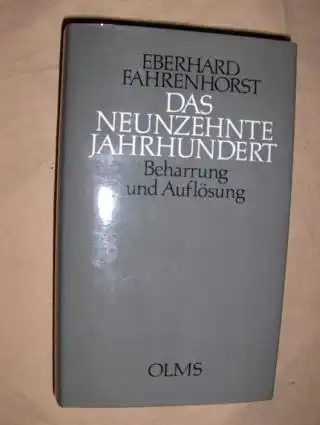 EBERHARD
FAHRENHORST
DAS
NEUNZEHNTE
JAHRHUNDERT
Beharrung
und Auflösung
OLMS